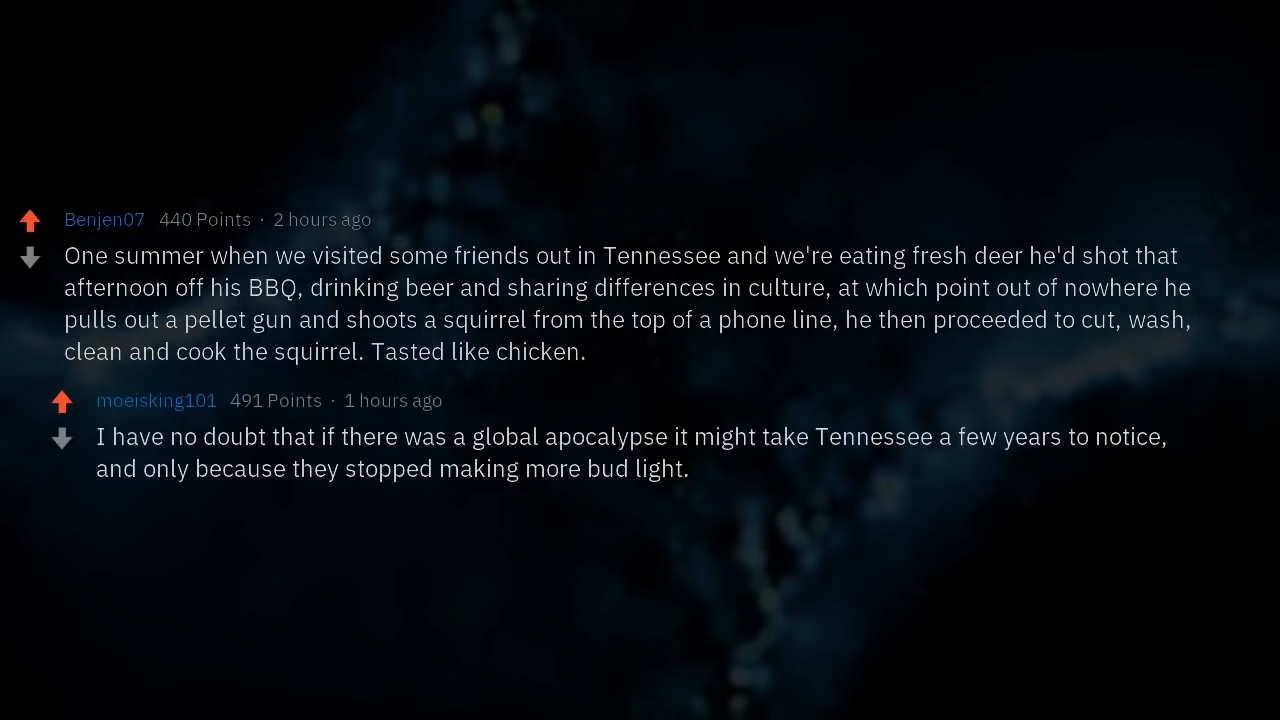 Benjen07 440 Points · 2 hours ago
One summer when we visited some friends out in Tennessee and we're eating fresh deer he'd shot that
afternoon off his BBQ, drinking beer and sharing differences in culture, at which point out of nowhere he
pulls out a pellet gun and shoots a squirrel from the top of a phone line, he then proceeded to cut, wash,
clean and cook the squirrel. Tasted like chicken.
moeisking101 491 Points · 1 hours ago
I have no doubt that if there was a global apocalypse it might take Tennessee a few years to notice,
and only because they stopped making more bud light.